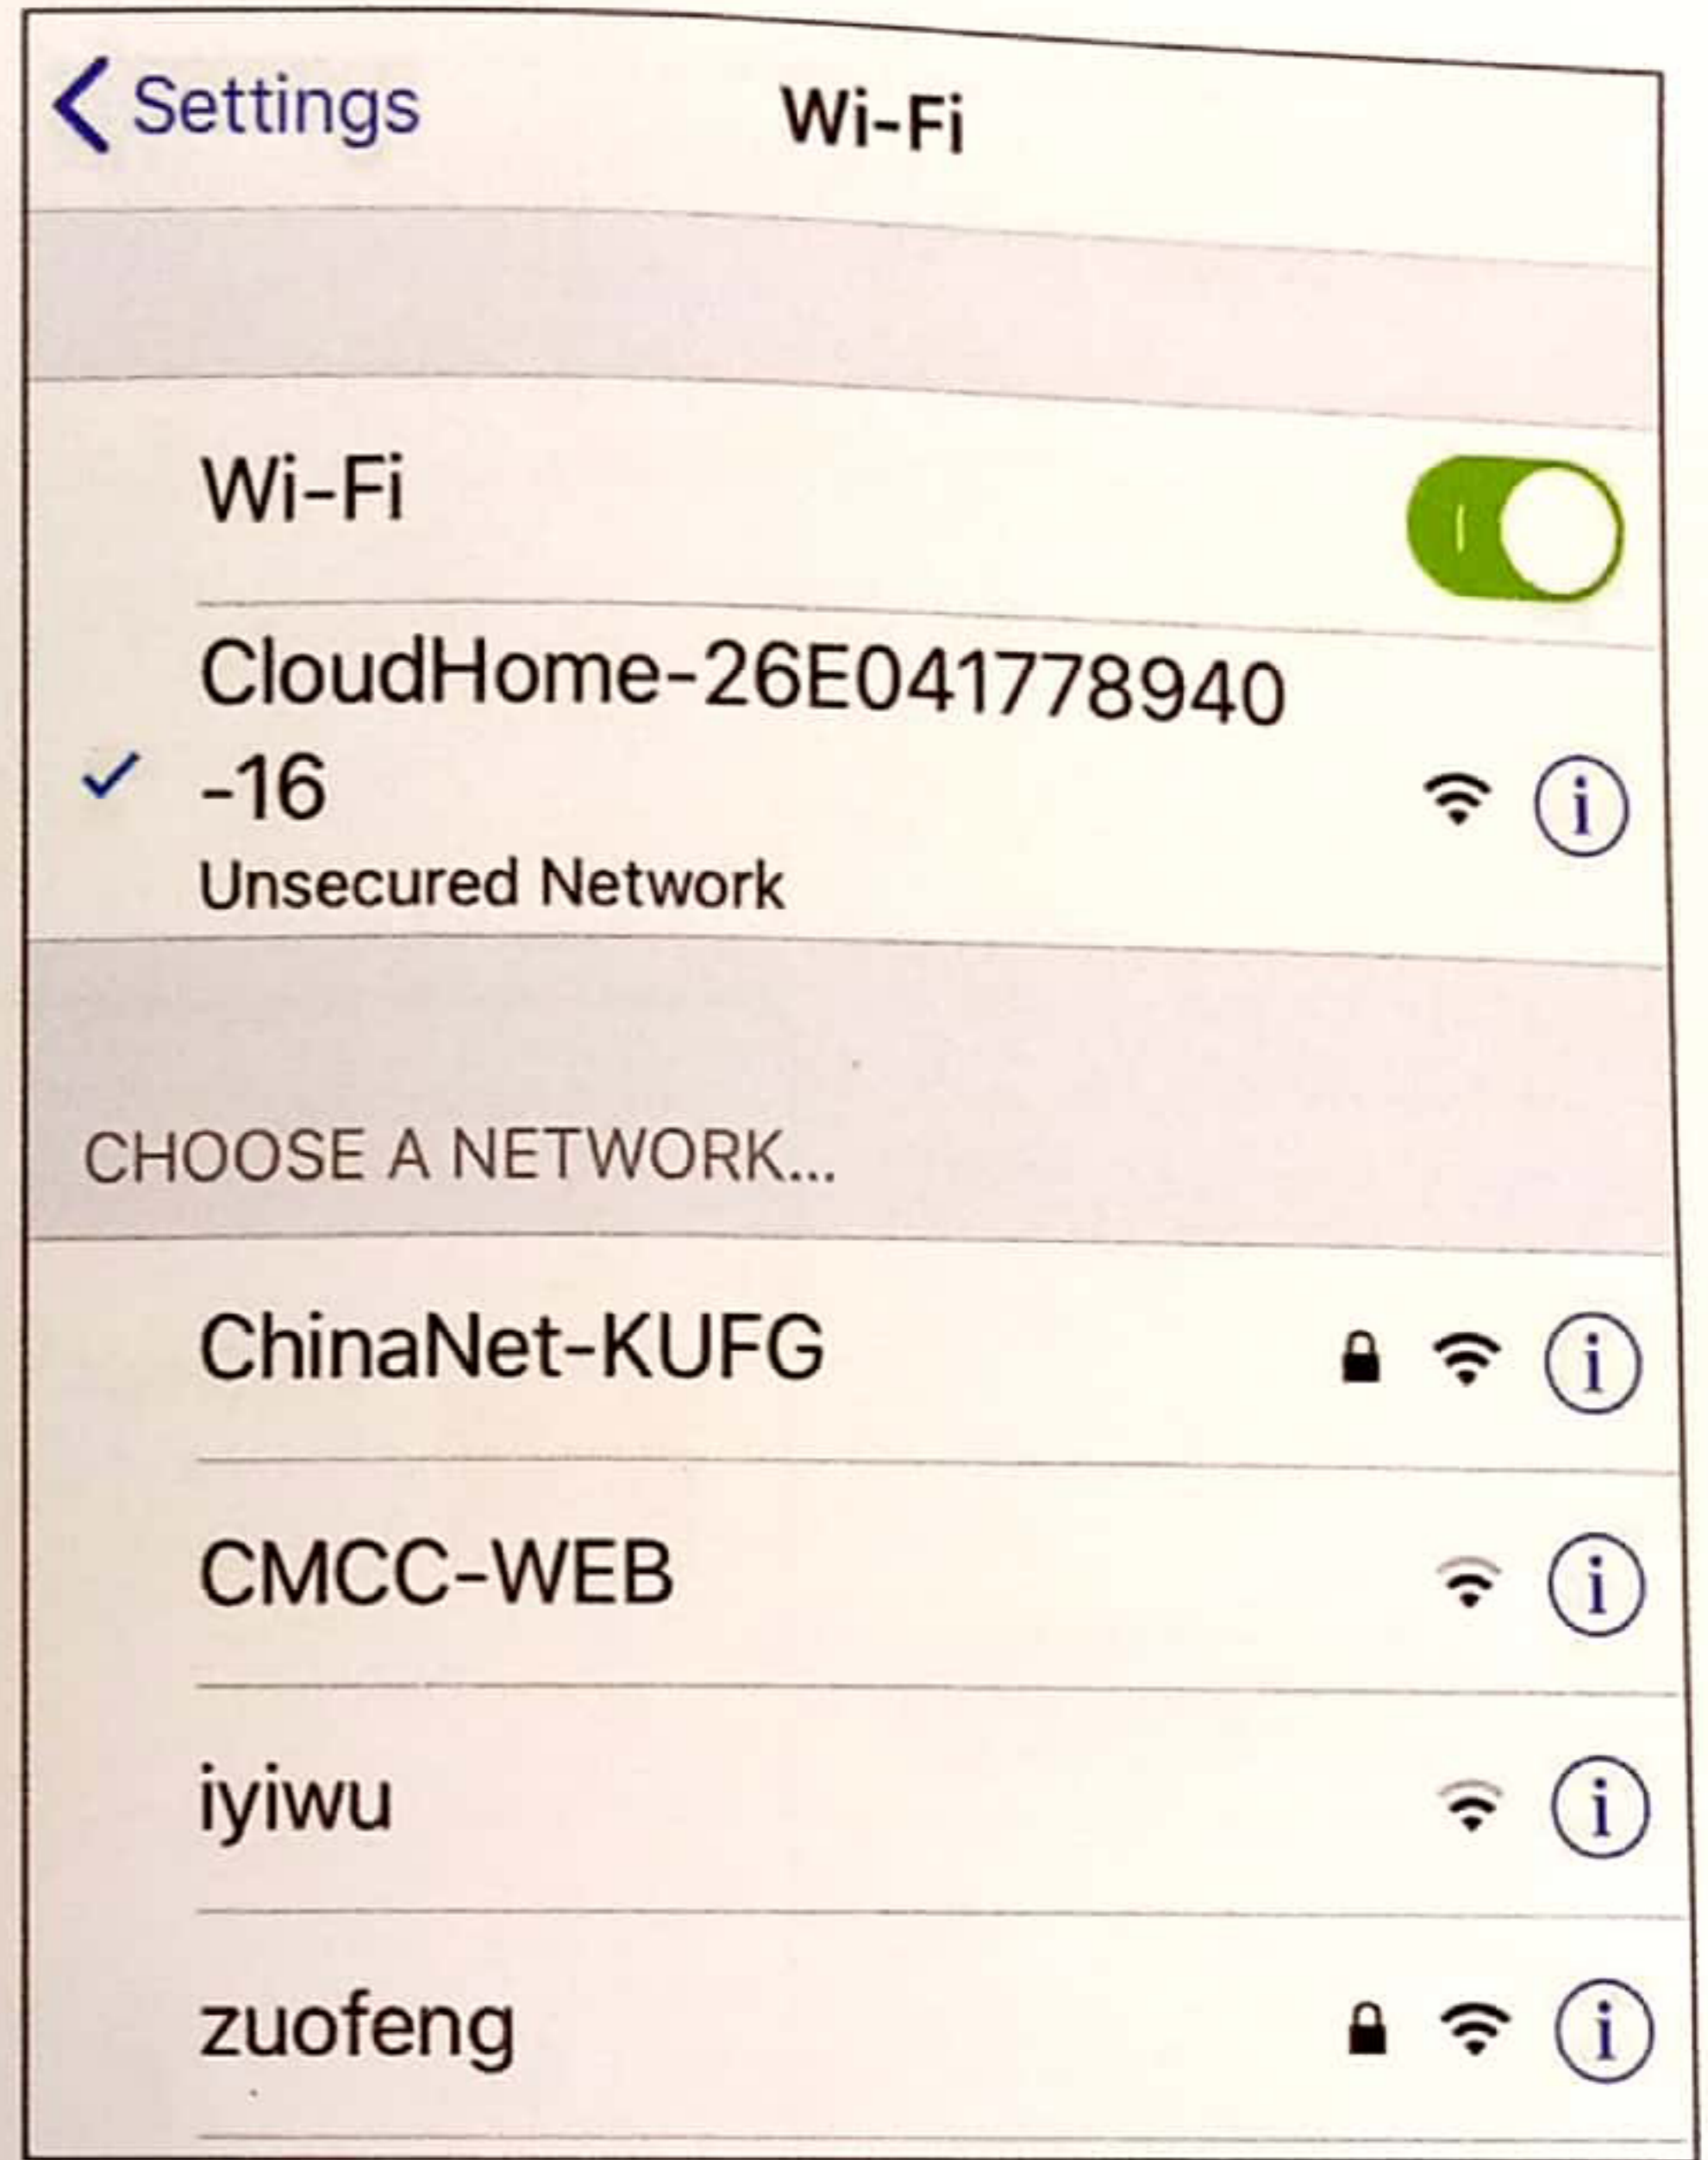 Settings
Wi-Fi
Wi-Fi
CloudHome-26E041778940
-16
Unsecured Network
CHOOSE A NETWORK...
ChinaNet-KUFG
CMCC-WEB
iyiwu
zuofeng